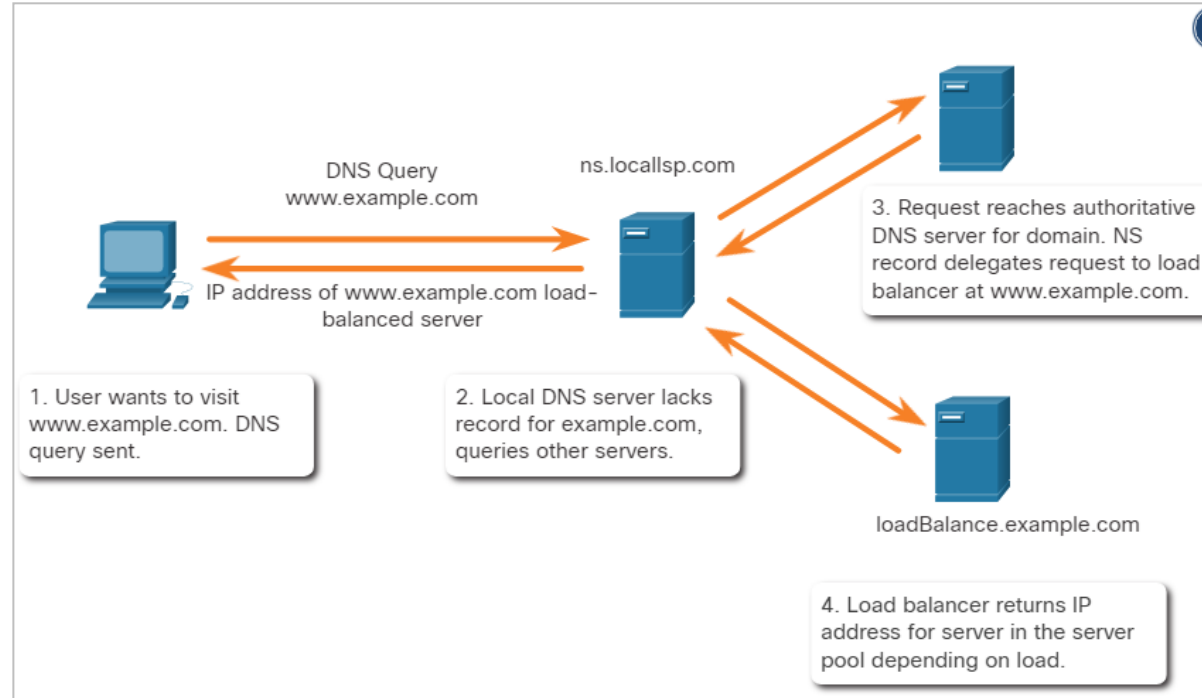 DNS Query
www.example.com
ns.locallsp.com
IP address of www.example.com load-
balanced server
1. User wants to visit
www.example.com. DNS
query sent.
2. Local DNS server lacks
record for example.com,
queries other servers.
3. Request reaches authoritative
DNS server for domain. NS
record delegates request to load
balancer at www.example.com.
loadBalance.example.com
4. Load balancer returns IP
address for server in the server
pool depending on load.